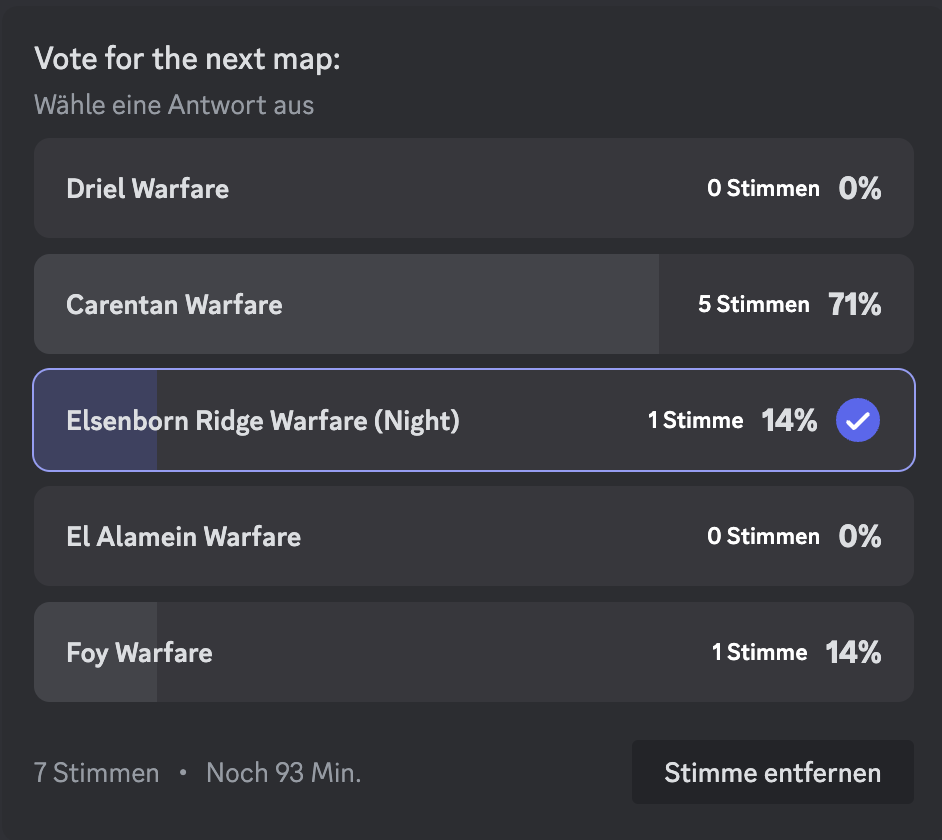 Vote for the next map:
Wähle eine Antwort aus
Driel Warfare 0 Stimmen 0%
Carentan Warfare 5 Stimmen 71%
Elsenborn Ridge Warfare (Night) 1 Stimme 14%
El Alamein Warfare 0 Stimmen 0%
Foy Warfare 1 Stimme 14%
7 Stimmen • Noch 93 Min. Stimme entfernen